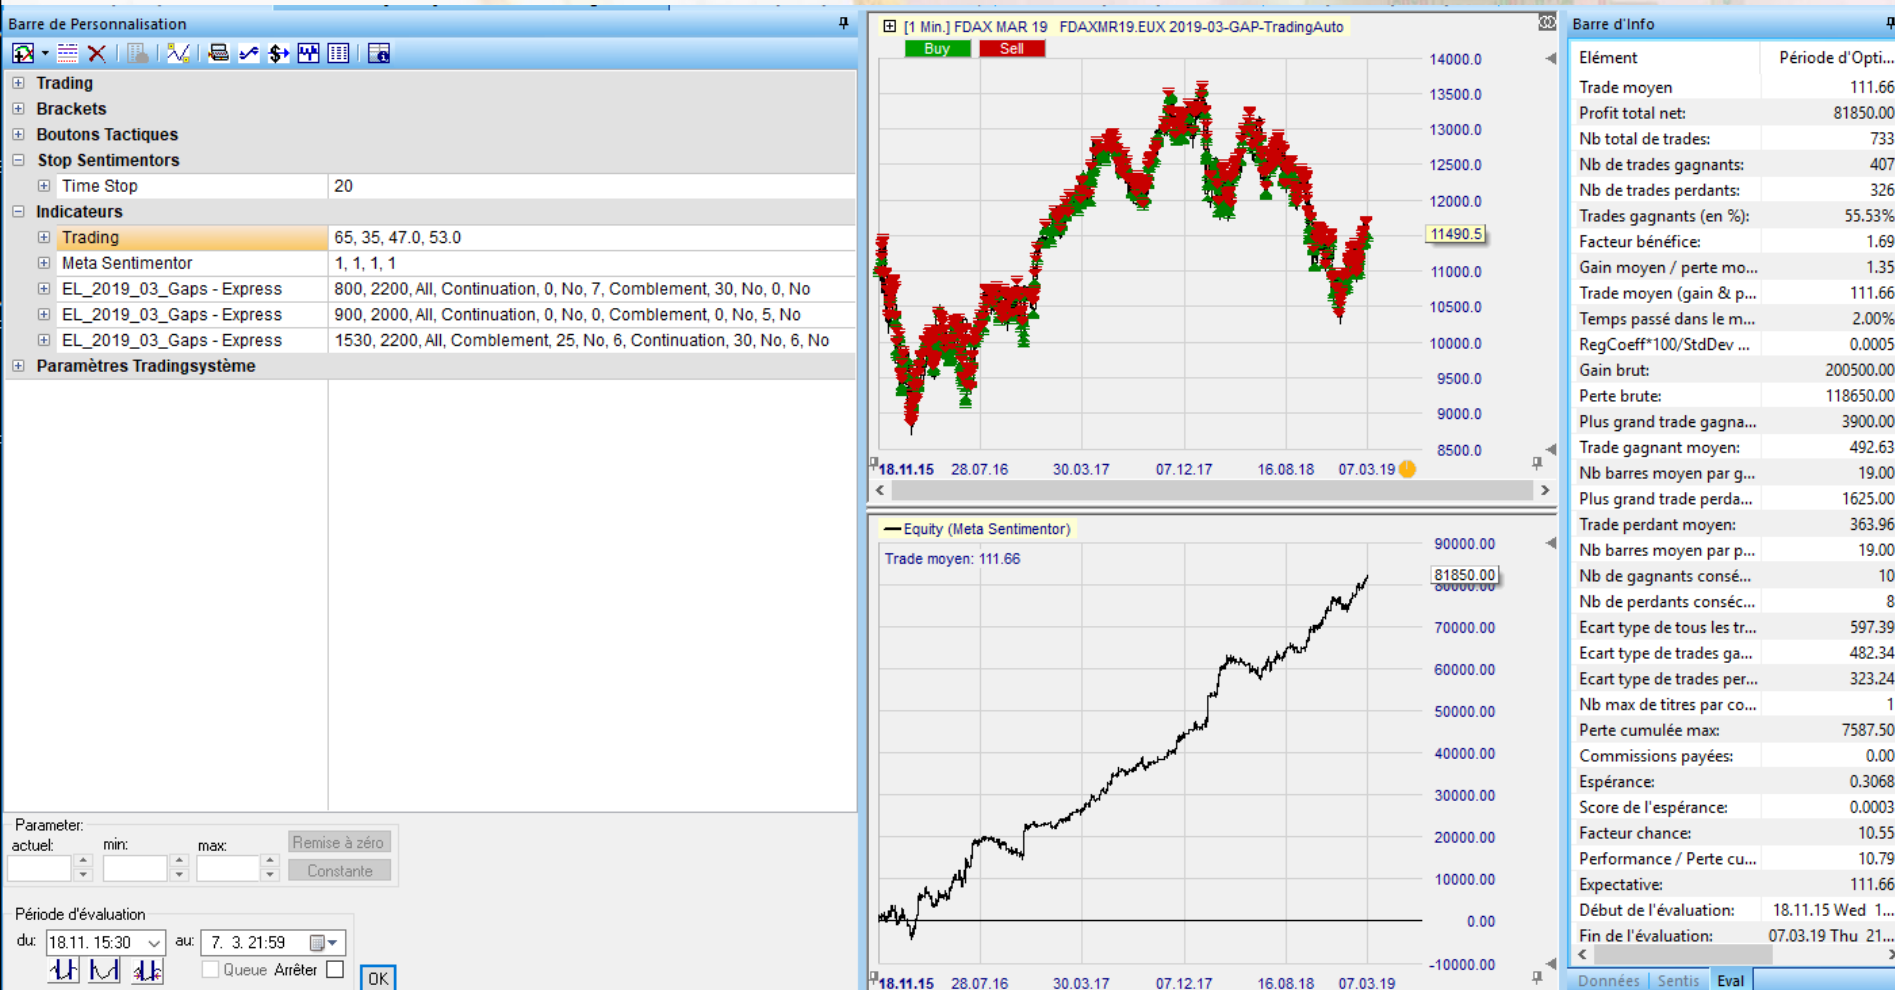 Barre de Personnalisation
Trading
Brackets
Boutons Tactiques
Stop Sentimentors
Time Stop 20
Indicateurs
Trading 65, 35, 47.0, 53.0
Meta Sentimentor 1, 1, 1, 1
EL_2019_03_Gaps - Express 800, 2200, All, Continuation, 0, No, 7, Comblement, 30, No, 0, No
EL_2019_03_Gaps - Express 900, 2000, All, Continuation, 0, No, 0, Comblement, 0, No, 5, No
EL_2019_03_Gaps - Express 1530, 2200, All, Comblement, 25, No, 6, Continuation, 30, No, 6, No
Paramètres Tradingsystème
Parameter:
actuel: min: max: Remise à zéro
Constante
Période d'évaluation
du: 18.11. 15:30 au: 7. 3. 21:59
Queue Arrêter
OK
[1 Min.] FDAX MAR 19 FDAXMR19.EUX 2019-03-GAP-TradingAuto
Buy Sell
14000.0
13500.0
13000.0
12500.0
12000.0
11490.5
11000.0
10500.0
10000.0
9500.0
9000.0
8500.0
18.11.15 28.07.16 30.03.17 07.12.17 16.08.18 07.03.19
Equity (Meta Sentimentor)
Trade moyen: 111.66
90000.00
81850.00
80000.00
70000.00
60000.00
50000.00
40000.00
30000.00
20000.00
10000.00
0.00
-10000.00
18.11.15 28.07.16 30.03.17 07.12.17 16.08.18 07.03.19
Barre d'Info
Elément Période d'Opti...
Trade moyen 111.66
Profit total net: 81850.00
Nb total de trades: 733
Nb de trades gagnants: 407
Nb de trades perdants: 326
Trades gagnants (en %): 55.53%
Facteur bénéfice: 1.69
Gain moyen / perte mo... 1.35
Trade moyen (gain & p... 111.66
Temps passé dans le m... 2.00%
RegCoeff*100/StdDev ... 0.0005
Gain brut: 200500.00
Perte brute: 118650.00
Plus grand trade gagna... 3900.00
Trade gagnant moyen: 492.63
Nb barres moyen par g... 19.00
Plus grand trade perda... 1625.00
Trade perdant moyen: 363.96
Nb barres moyen par p... 19.00
Nb de gagnants consé... 10
Nb de perdants conséc... 8
Ecart type de tous les tr... 597.39
Ecart type de trades ga... 482.34
Ecart type de trades per... 323.24
Nb max de titres par co... 1
Perte cumulée max: 7587.50
Commissions payées: 0.00
Espérance: 0.3068
Score de l'espérance: 0.0003
Facteur chance: 10.55
Performance / Perte cu... 10.79
Expectative: 111.66
Début de l'évaluation: 18.11.15 Wed 1...
Fin de l'évaluation: 07.03.19 Thu 21...
Données Sentis Eval